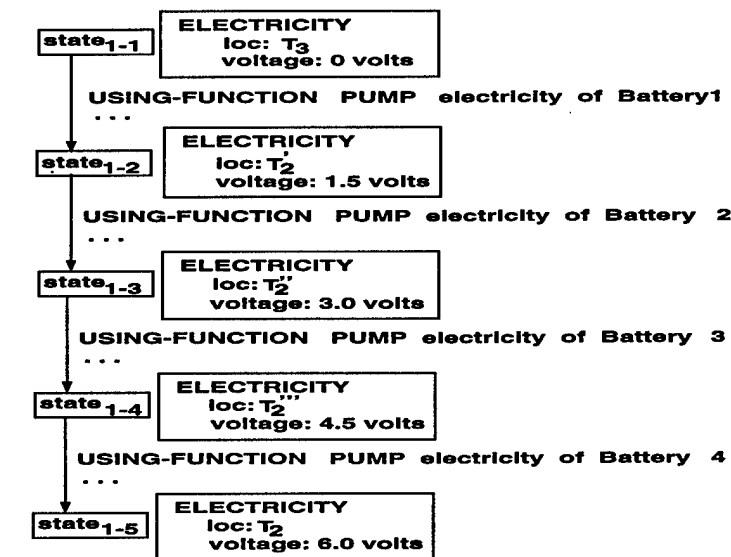 ELECTRICITY
state1-1
loc: T3
voltage: 0 volts
USING-FUNCTION PUMP electricity of Battery1
...
ELECTRICITY
state1-2
loc: T2'
voltage: 1.5 volts
USING-FUNCTION PUMP electricity of Battery 2
...
ELECTRICITY
state1-3
loc: T2''
voltage: 3.0 volts
USING-FUNCTION PUMP electricity of Battery 3
...
ELECTRICITY
state1-4
loc: T2'''
voltage: 4.5 volts
USING-FUNCTION PUMP electricity of Battery 4
...
ELECTRICITY
state1-5
loc: T2
voltage: 6.0 volts